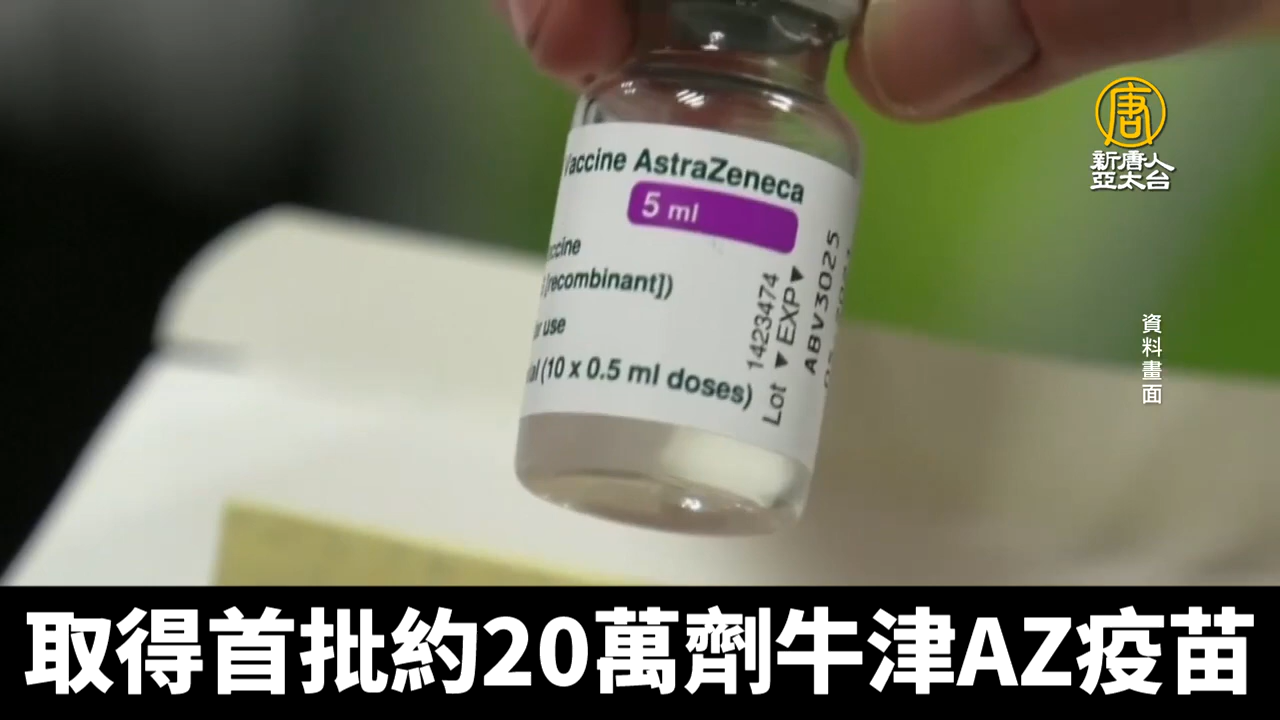 唐
新唐人
亞太台
Vaccine AstraZeneca
5 ml
[recombinant])
use
(10 x 0.5 ml doses)
1423474
Lot ▼ EXP▼
ABV3025
資料畫面
取得首批約20萬劑牛津AZ疫苗